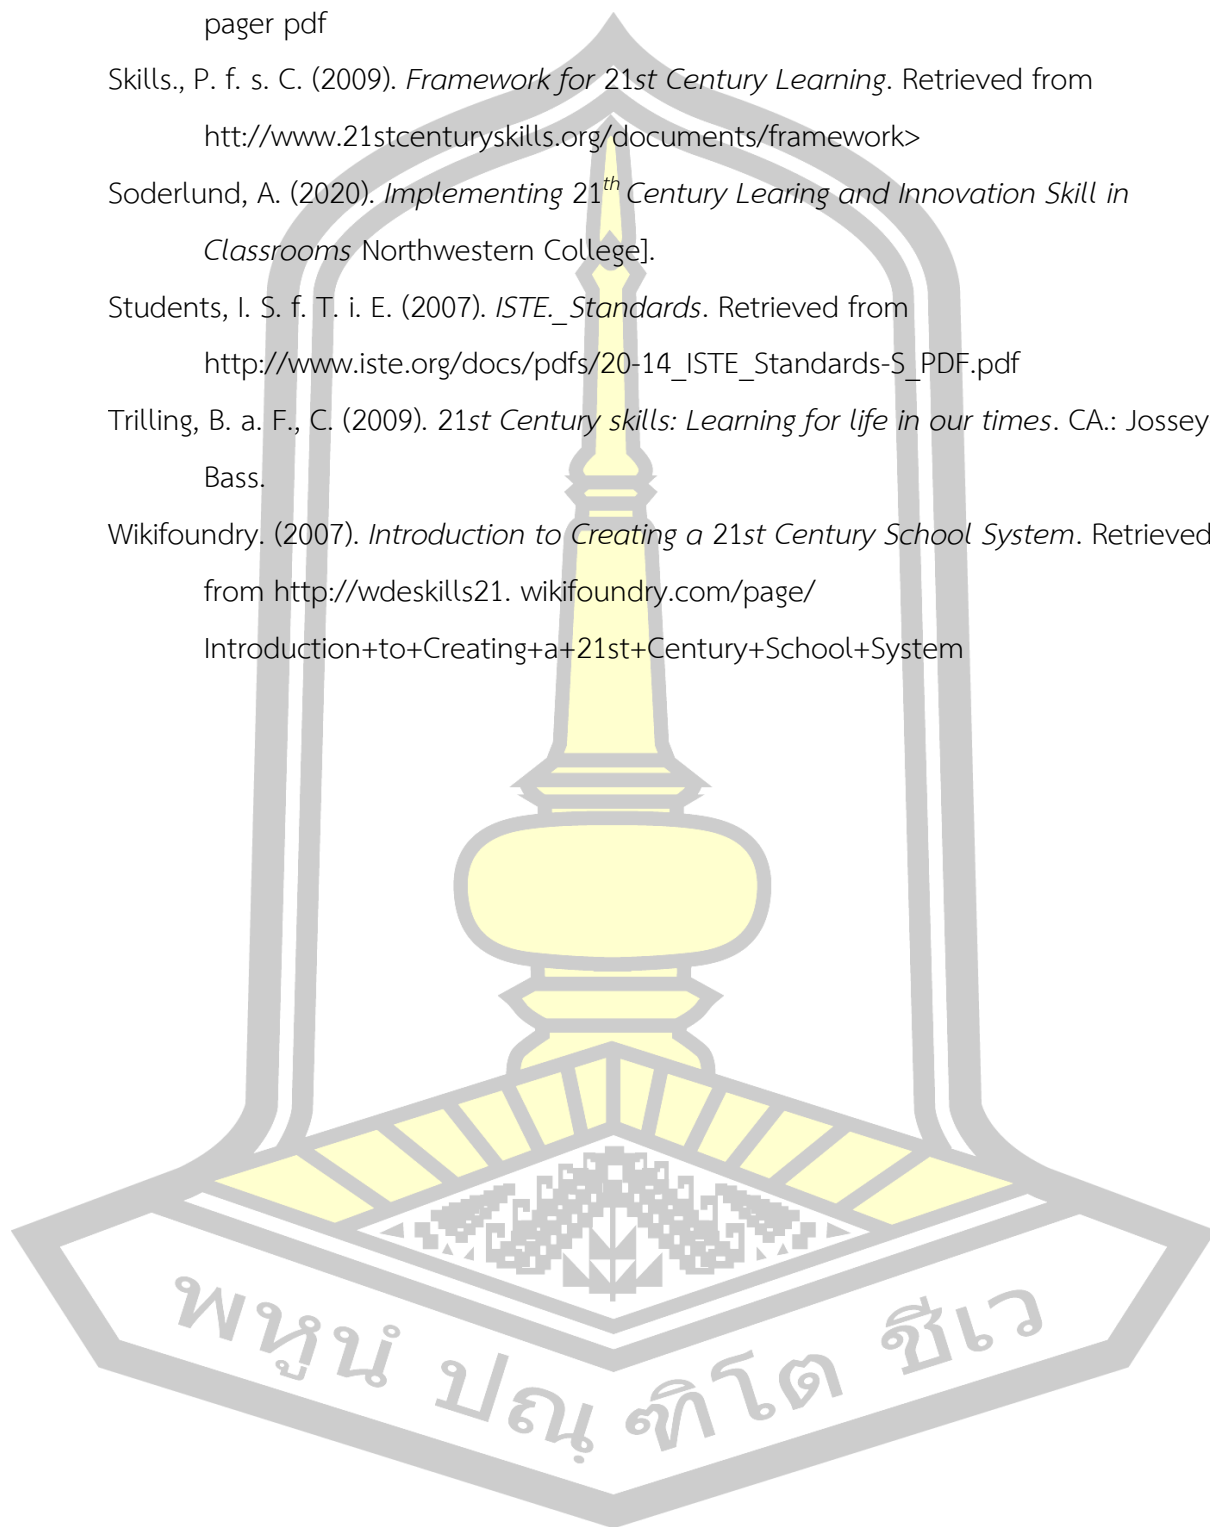 pager pdf
Skills., P. f. s. C. (2009). Framework for 21st Century Learning. Retrieved from
htt://www.21stcenturyskills.org/documents/framework>
Soderlund, A. (2020). Implementing 21th Century Learing and Innovation Skill in
Classrooms Northwestern College].
Students, I. S. f. T. i. E. (2007). ISTE._Standards. Retrieved from
http://www.iste.org/docs/pdfs/20-14_ISTE_Standards-S_PDF.pdf
Trilling, B. a. F., C. (2009). 21st Century skills: Learning for life in our times. CA.: Jossey
Bass.
Wikifoundry. (2007). Introduction to Creating a 21st Century School System. Retrieved
from http://wdeskills21. wikifoundry.com/page/
Introduction+to+Creating+a+21st+Century+School+System
พหูนํ ปณฺ ฑิโต ชีเว